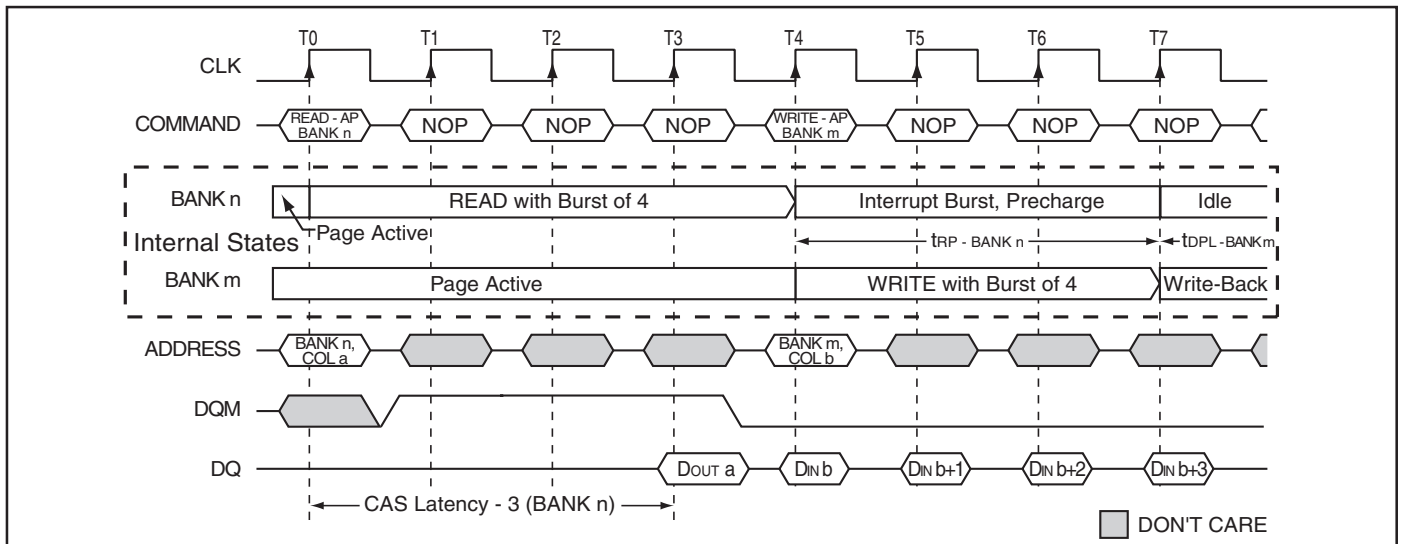 T0 T1 T2 T3 T4 T5 T6 T7
CLK
COMMAND
READ - AP
BANK n
NOP
NOP
NOP
WRITE - AP
BANK m
NOP
NOP
NOP
BANK n
READ with Burst of 4
Interrupt Burst, Precharge
Idle
Page Active
Internal States
tRP - BANK n
tDPL - BANK m
BANK m
Page Active
WRITE with Burst of 4
Write-Back
ADDRESS
BANK n,
COL a
BANK m,
COL b
DQM
DQ
DOUT a
DIN b
DIN b+1
DIN b+2
DIN b+3
CAS Latency - 3 (BANK n)
DON'T CARE